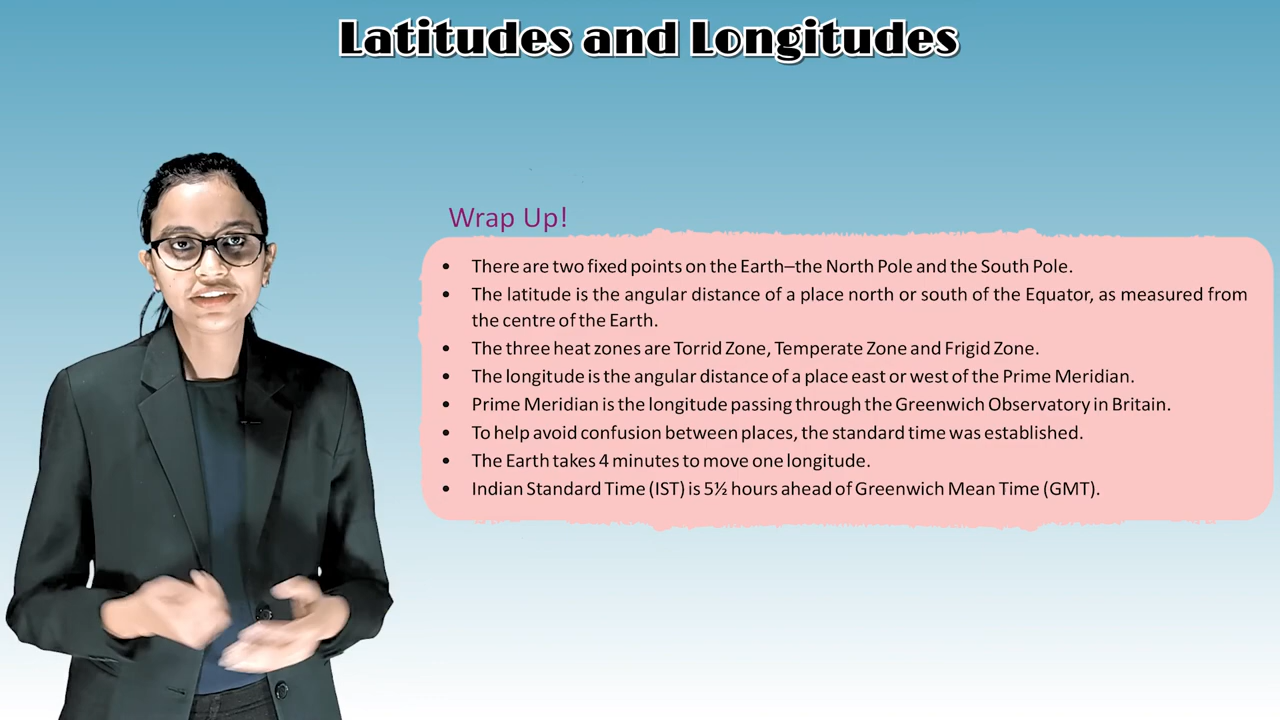 Latitudes and Longitudes
Wrap Up!
• There are two fixed points on the Earth–the North Pole and the South Pole.
• The latitude is the angular distance of a place north or south of the Equator, as measured from
the centre of the Earth.
• The three heat zones are Torrid Zone, Temperate Zone and Frigid Zone.
• The longitude is the angular distance of a place east or west of the Prime Meridian.
• Prime Meridian is the longitude passing through the Greenwich Observatory in Britain.
• To help avoid confusion between places, the standard time was established.
• The Earth takes 4 minutes to move one longitude.
• Indian Standard Time (IST) is 5½ hours ahead of Greenwich Mean Time (GMT).